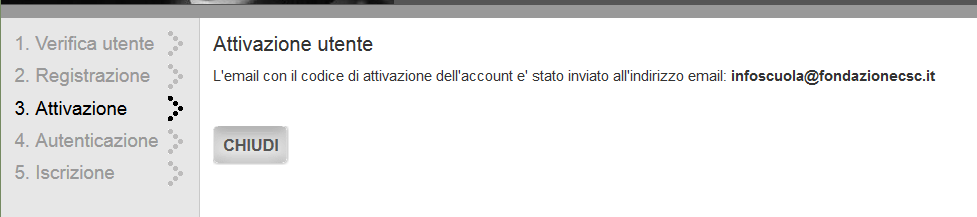 1. Verifica utente
2. Registrazione
3. Attivazione
4. Autenticazione
5. Iscrizione
Attivazione utente
L'email con il codice di attivazione dell'account e' stato inviato all'indirizzo email: infoscuola@fondazionecsc.it
CHIUDI